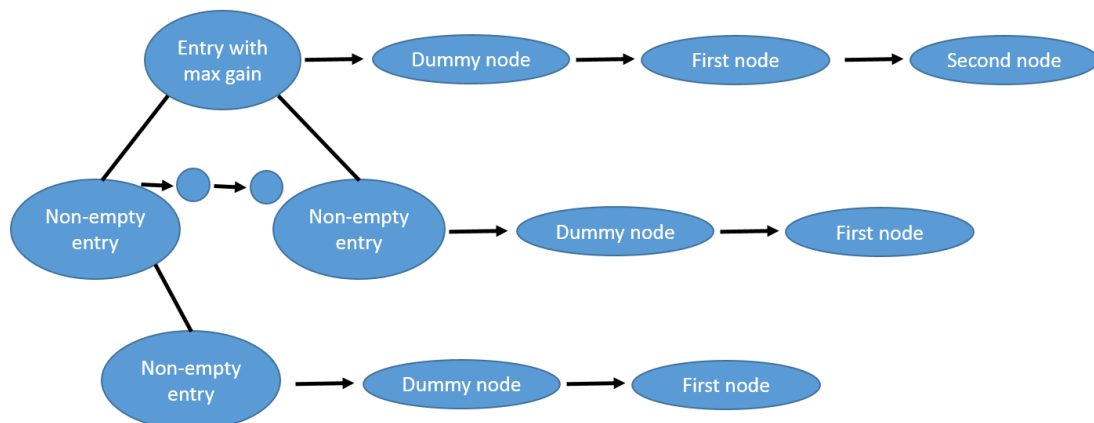 Entry with
max gain
Dummy node
First node
Second node
Non-empty
entry
Non-empty
entry
Dummy node
First node
Non-empty
entry
Dummy node
First node